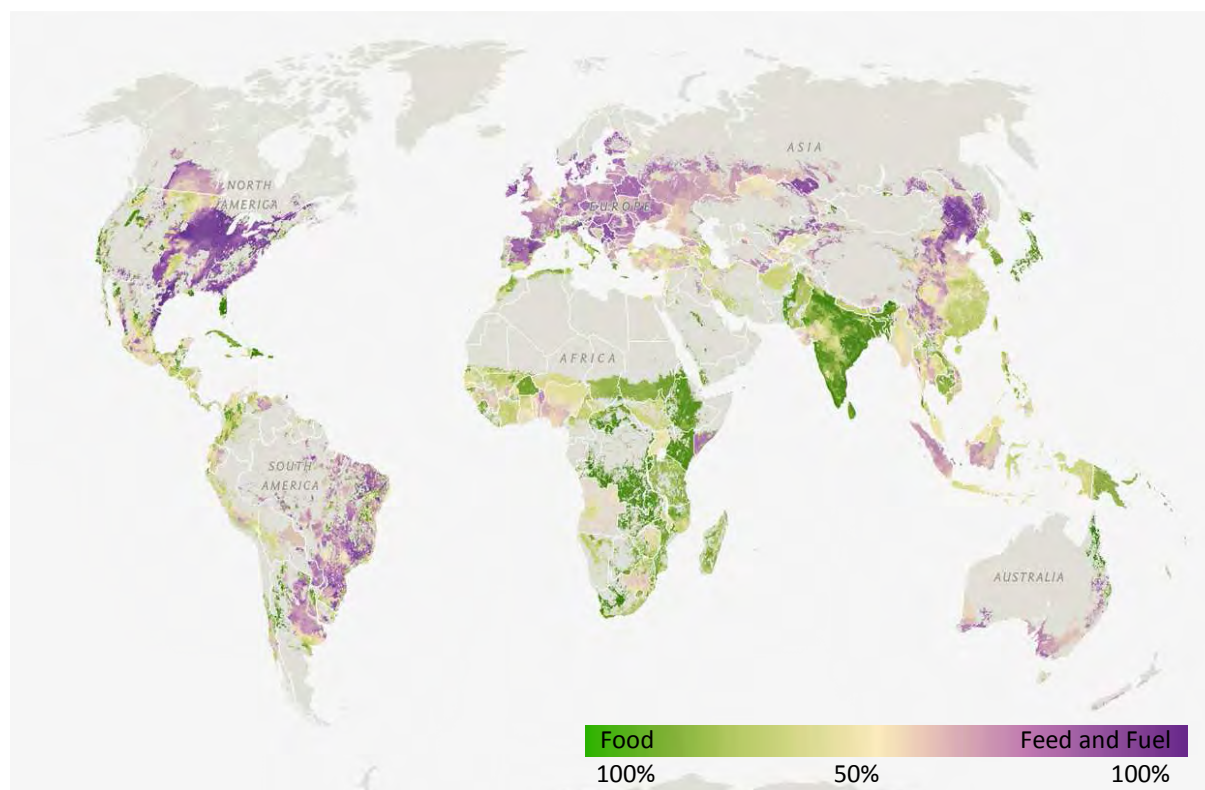 ASIA
NORTH
AMERICA
EUROPE
AFRICA
SOUTH
AMERICA
AUSTRALIA
Food Feed and Fuel
100% 50% 100%